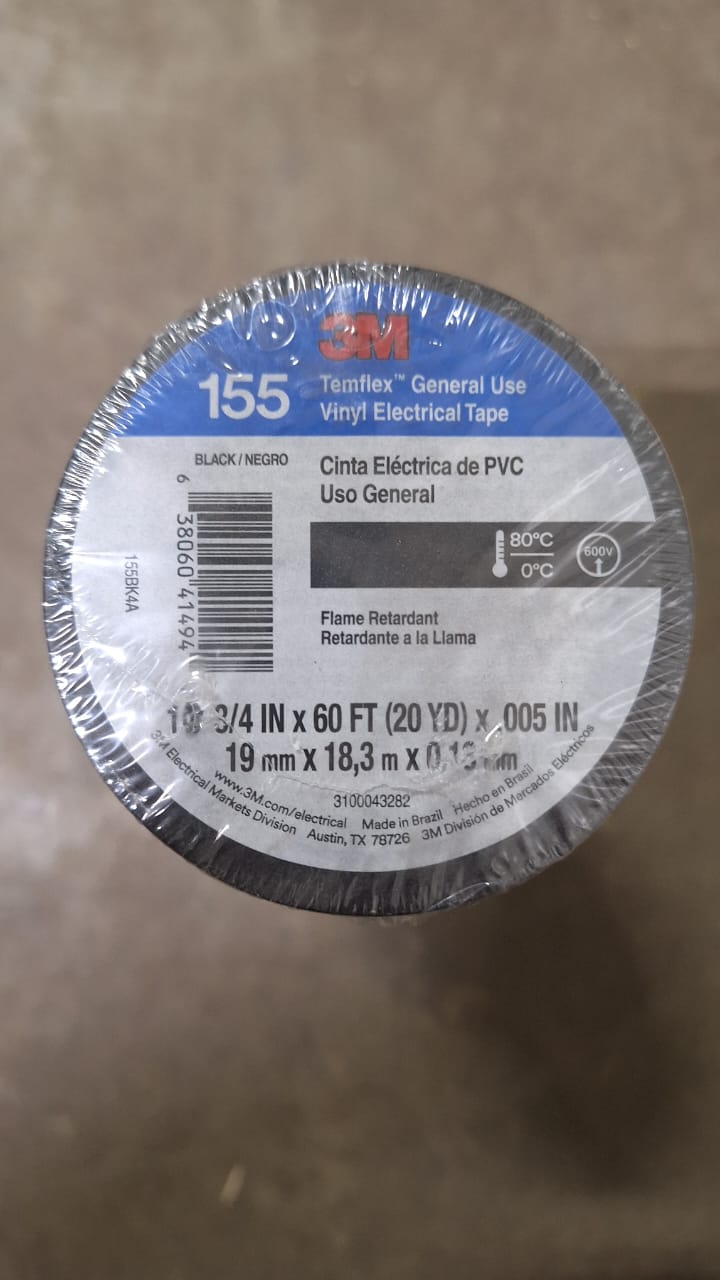 3M
155
Temflex™ General Use
Vinyl Electrical Tape
BLACK / NEGRO
Cinta Eléctrica de PVC
Uso General
6 38060 41494
155BK4A
80°C
0°C
600V
Flame Retardant
Retardante a la Llama
3/4 IN x 60 FT (20 YD) x .005 IN
19 mm x 18,3 m x mm
3100043282
www.3M.com/electrical Made in Brazil Hecho en Brasil
3M Electrical Markets Division Austin, TX 78726 3M División de Mercados Eléctricos